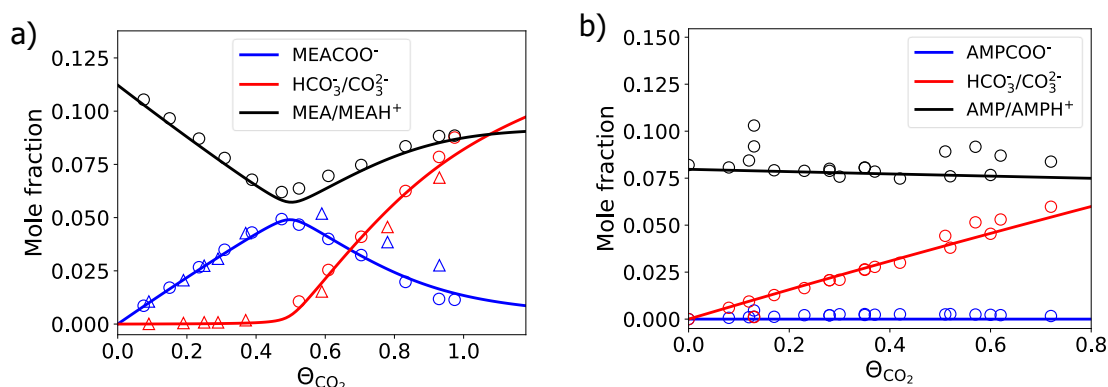 a)
Mole fraction
0.125
0.100
0.075
0.050
0.025
0.000
MEACOO⁻
HCO₃⁻/CO₃²⁻
MEA/MEAH⁺
0.0 0.2 0.4 0.6 0.8 1.0
Θ_CO₂
b)
Mole fraction
0.150
0.125
0.100
0.075
0.050
0.025
0.000
AMPCOO⁻
HCO₃⁻/CO₃²⁻
AMP/AMPH⁺
0.0 0.2 0.4 0.6 0.8
Θ_CO₂